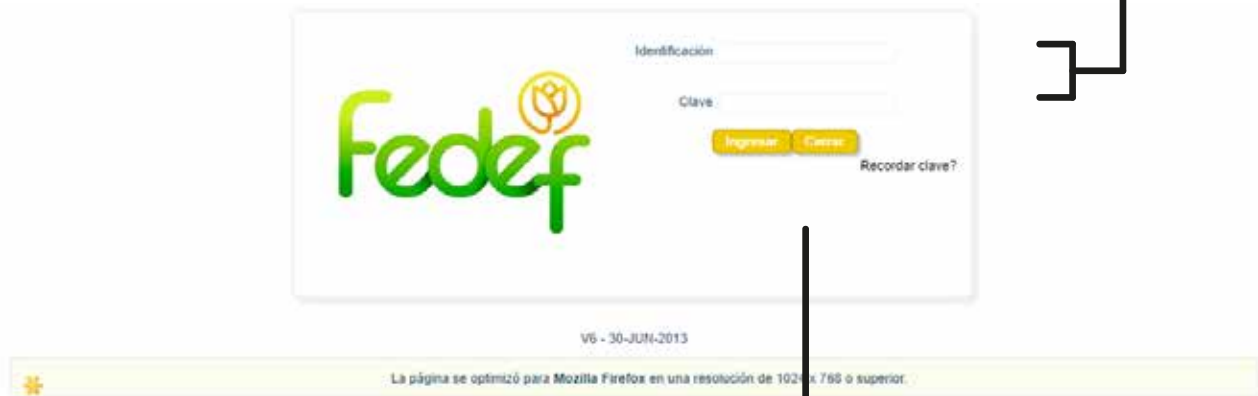 Identificación
fedef
Clave
Ingresar Cerrar
Recordar clave?
V6 - 30-JUN-2013
La página se optimizó para Mozilla Firefox en una resolución de 1024 x 768 o superior.